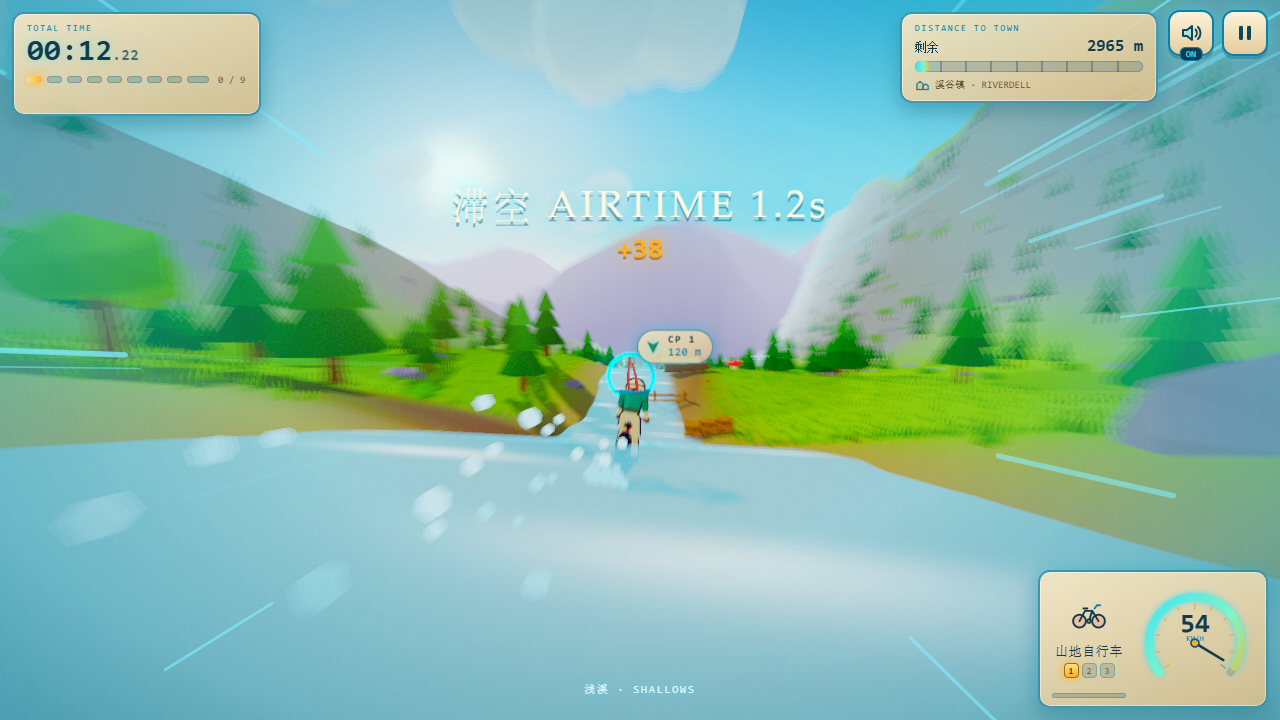 TOTAL TIME
00:12.22
0 / 9
DISTANCE TO TOWN
剩余 2965 m
溪谷镇 · RIVERDELL
ON
滞空 AIRTIME 1.2s
+38
CP 1
120 m
54
KM/H
山地自行车
1 2 3
浅溪 · SHALLOWS